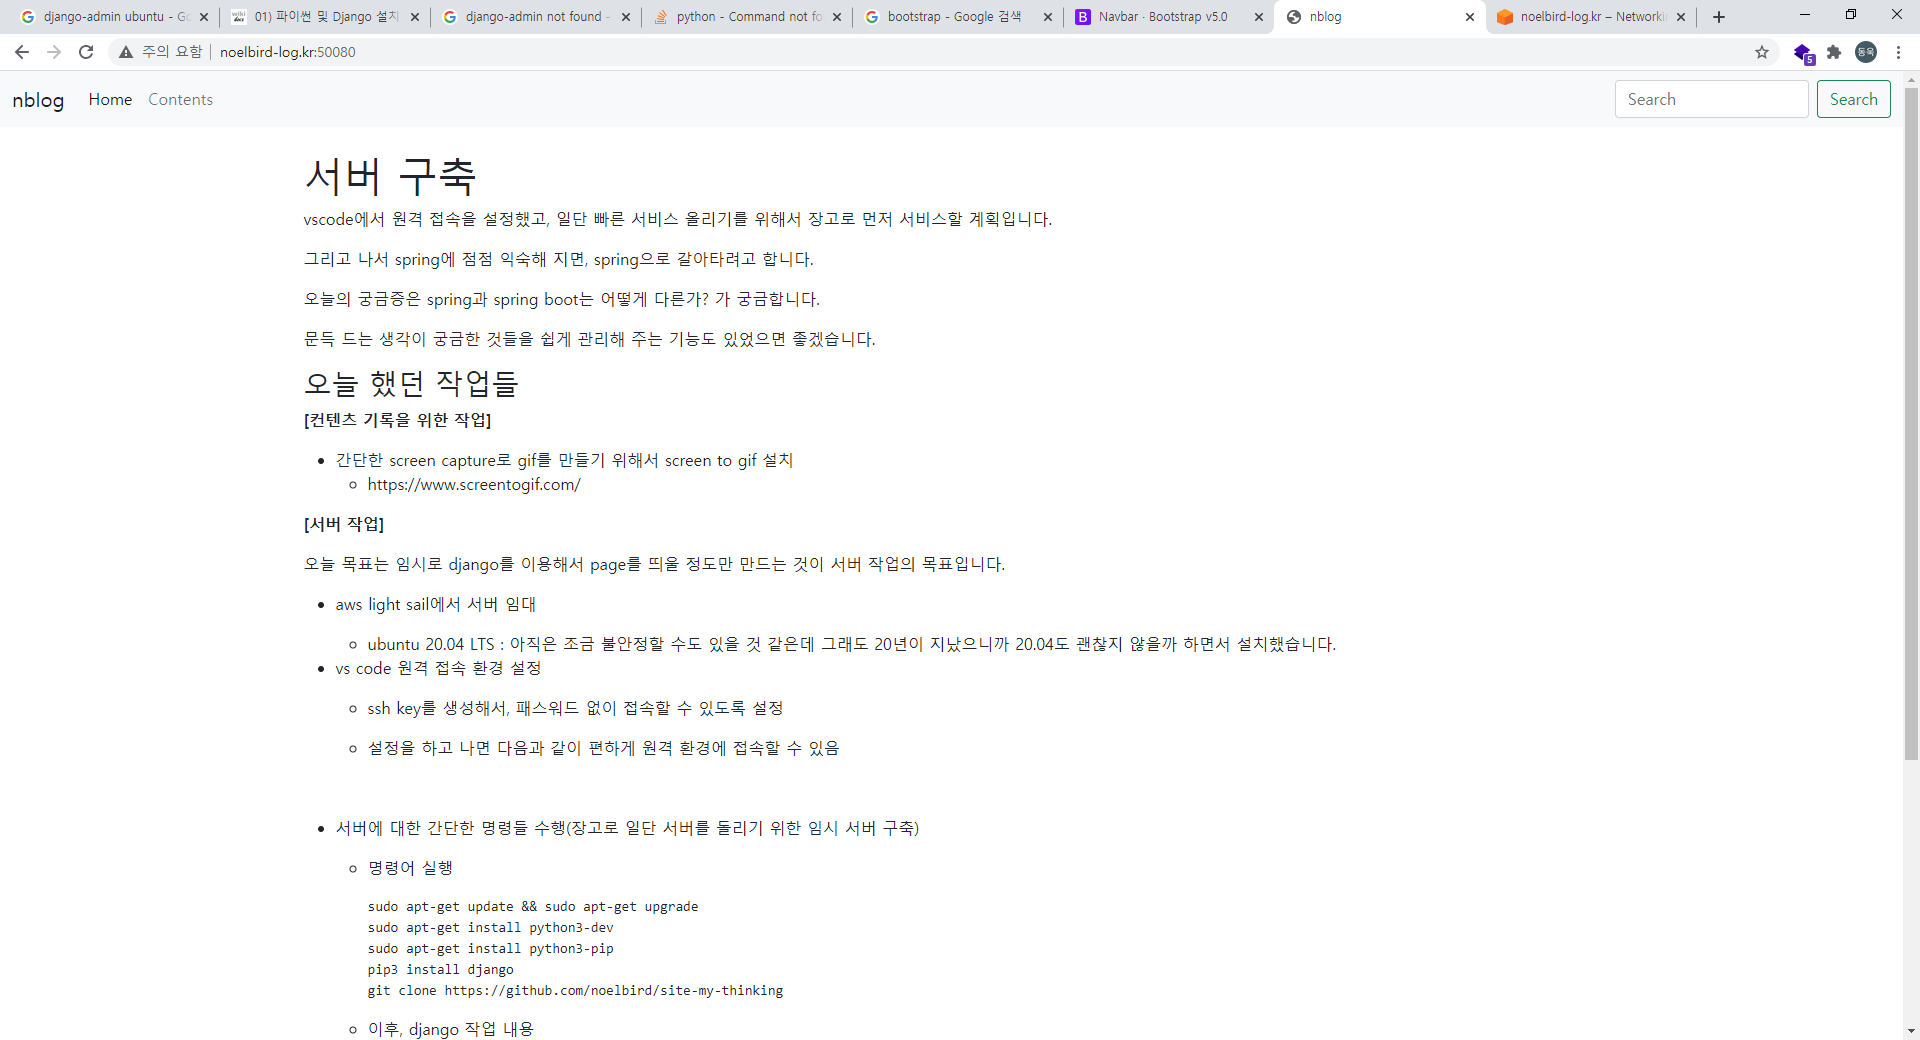 django-admin ubuntu - Go
01) 파이썬 및 Django 설치
django-admin not found -
python - Command not fo
bootstrap - Google 검색
Navbar · Bootstrap v5.0
nblog
noelbird-log.kr – Networki
주의 요함
noelbird-log.kr:50080
5
동욱
nblog
Home
Contents
Search
Search
서버 구축
vscode에서 원격 접속을 설정했고, 일단 빠른 서비스 올리기를 위해서 장고로 먼저 서비스할 계획입니다.
그리고 나서 spring에 점점 익숙해 지면, spring으로 갈아타려고 합니다.
오늘의 궁금증은 spring과 spring boot는 어떻게 다른가? 가 궁금합니다.
문득 드는 생각이 궁금한 것들을 쉽게 관리해 주는 기능도 있었으면 좋겠습니다.
오늘 했던 작업들
[컨텐츠 기록을 위한 작업]
간단한 screen capture로 gif를 만들기 위해서 screen to gif 설치
https://www.screentogif.com/
[서버 작업]
오늘 목표는 임시로 django를 이용해서 page를 띄울 정도만 만드는 것이 서버 작업의 목표입니다.
aws light sail에서 서버 임대
ubuntu 20.04 LTS : 아직은 조금 불안정할 수도 있을 것 같은데 그래도 20년이 지났으니까 20.04도 괜찮지 않을까 하면서 설치했습니다.
vs code 원격 접속 환경 설정
ssh key를 생성해서, 패스워드 없이 접속할 수 있도록 설정
설정을 하고 나면 다음과 같이 편하게 원격 환경에 접속할 수 있음
서버에 대한 간단한 명령들 수행(장고로 일단 서버를 돌리기 위한 임시 서버 구축)
명령어 실행
sudo apt-get update && sudo apt-get upgrade
sudo apt-get install python3-dev
sudo apt-get install python3-pip
pip3 install django
git clone https://github.com/noelbird/site-my-thinking
이후, django 작업 내용